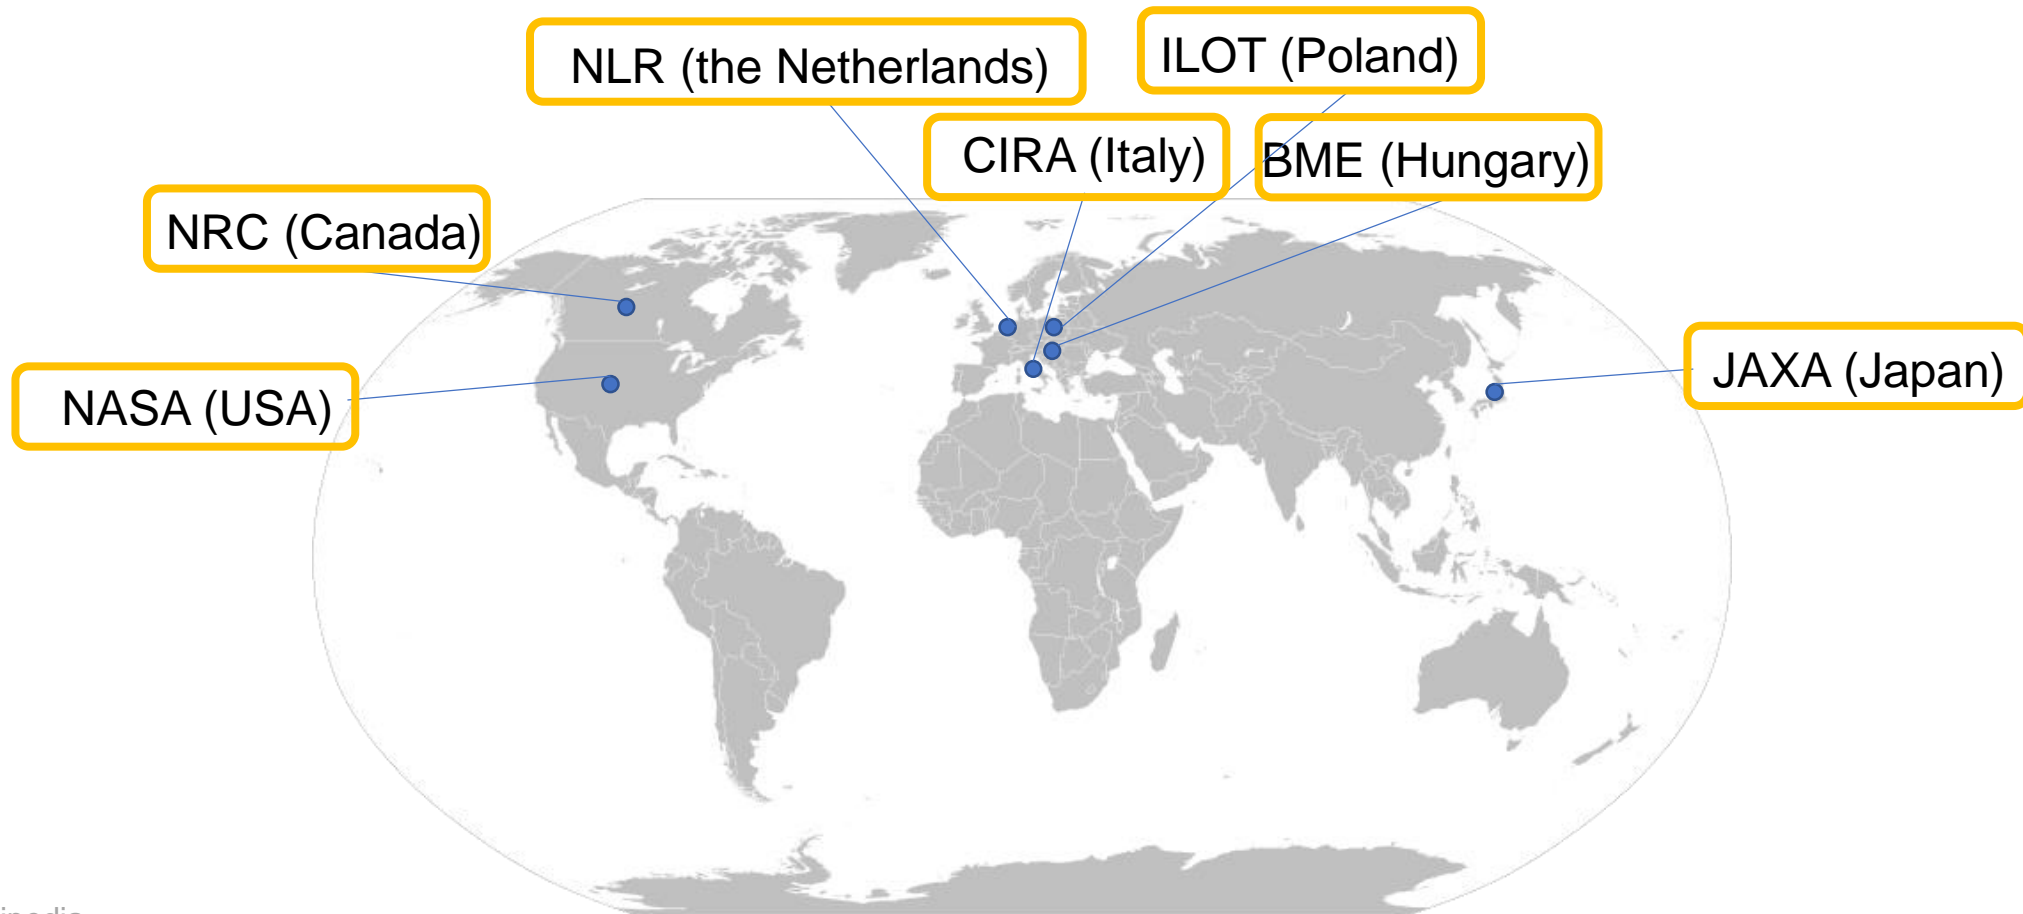 NLR (the Netherlands)
ILOT (Poland)
CIRA (Italy)
BME (Hungary)
NRC (Canada)
NASA (USA)
JAXA (Japan)